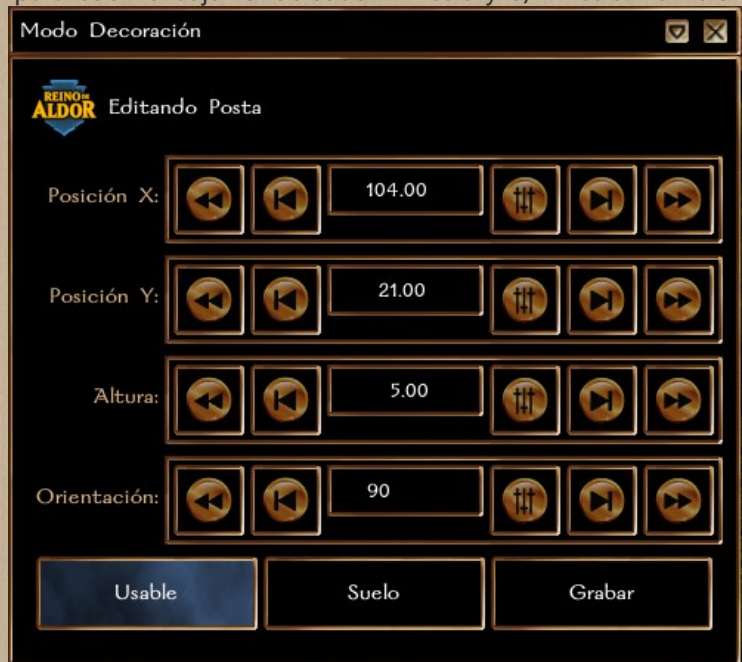 Modo Decoración
REINO DE
ALDOR
Editando Posta
Posición X:
104.00
Posición Y:
21.00
Altura:
5.00
Orientación:
90
Usable
Suelo
Grabar